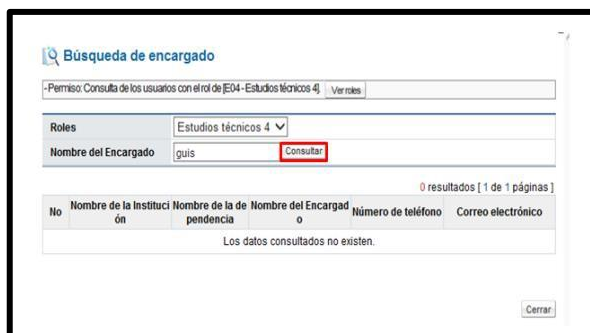 Búsqueda de encargado
-Permiso: Consulta de los usuarios con el rol de [E04 - Estudios técnicos 4]. Ver roles
Roles Estudios técnicos 4
Nombre del Encargado guis Consultar
0 resultados [ 1 de 1 páginas ]
No Nombre de la Instituci Nombre de la de Nombre del Encargad Número de teléfono Correo electrónico
ón pendencia o
Los datos consultados no existen.
Cerrar